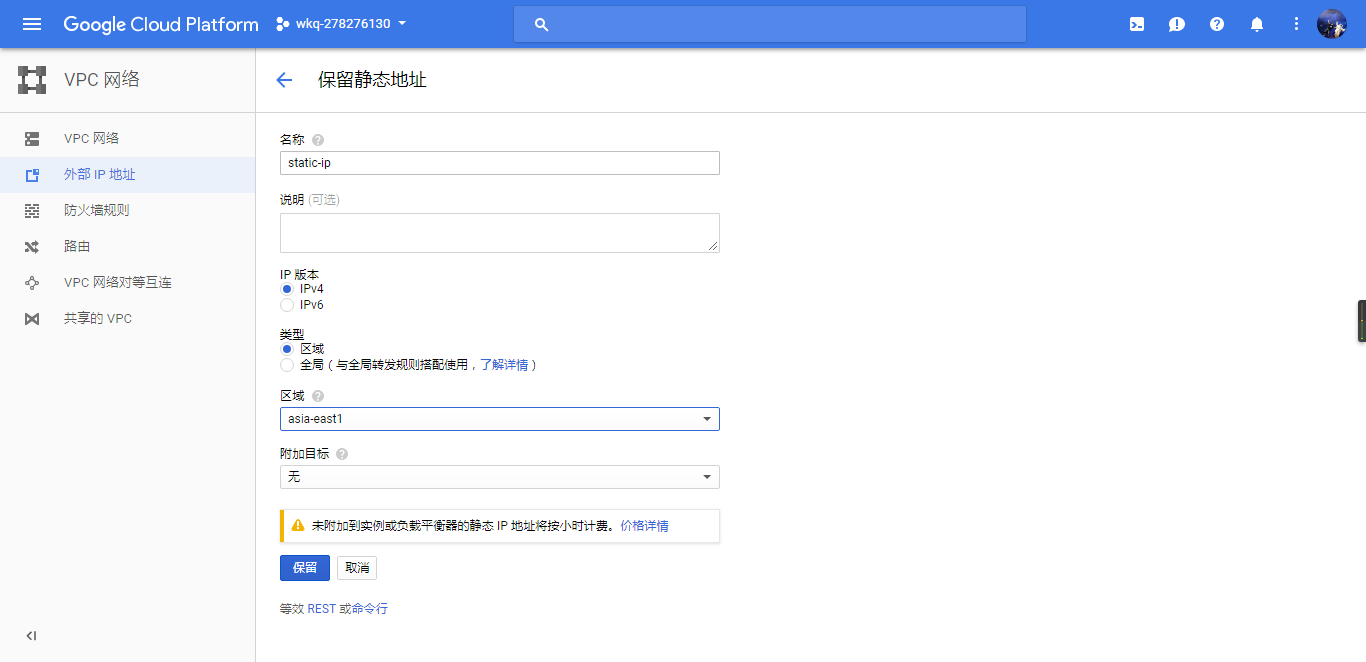 Google Cloud Platform
wkq-278276130
VPC 网络
保留静态地址
VPC 网络
外部 IP 地址
防火墙规则
路由
VPC 网络对等互连
共享的 VPC
名称
static-ip
说明 (可选)
IP 版本
IPv4
IPv6
类型
区域
全局（与全局转发规则搭配使用，了解详情）
区域
asia-east1
附加目标
无
未附加到实例或负载平衡器的静态 IP 地址将按小时计费。价格详情
保留
取消
等效 REST 或命令行